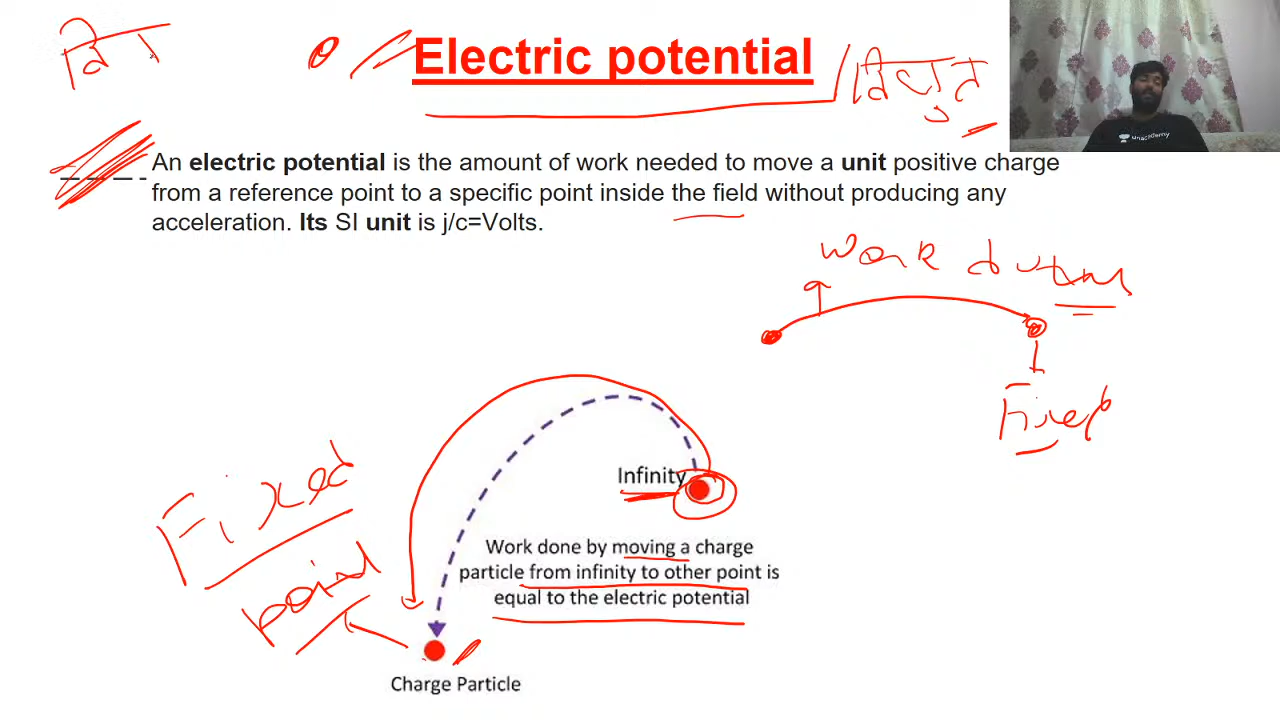 वि
Electric potential
विद्युत
An electric potential is the amount of work needed to move a unit positive charge
from a reference point to a specific point inside the field without producing any
acceleration. Its SI unit is j/c=Volts.
unacademy
Work
Fixed
Infinity
Fixed
point
Work done by moving a charge
particle from infinity to other point is
equal to the electric potential
Charge Particle